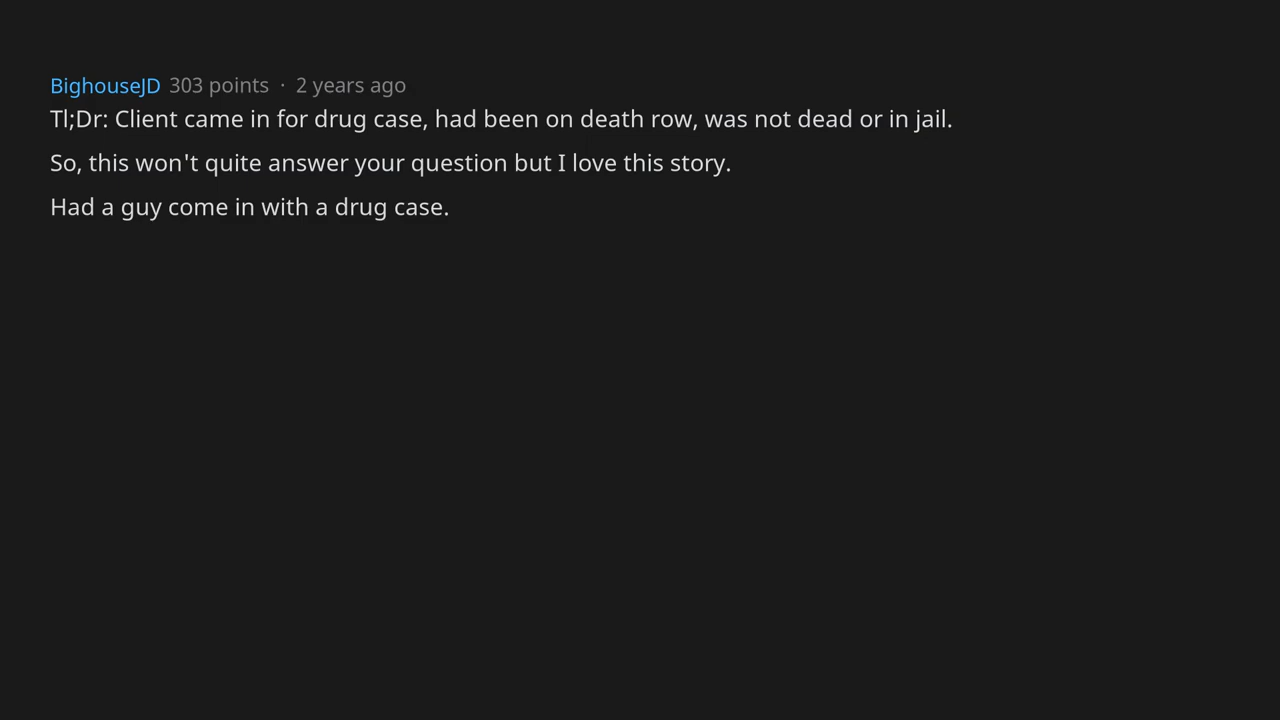 BighouseJD 303 points · 2 years ago
Tl;Dr: Client came in for drug case, had been on death row, was not dead or in jail.
So, this won't quite answer your question but I love this story.
Had a guy come in with a drug case.